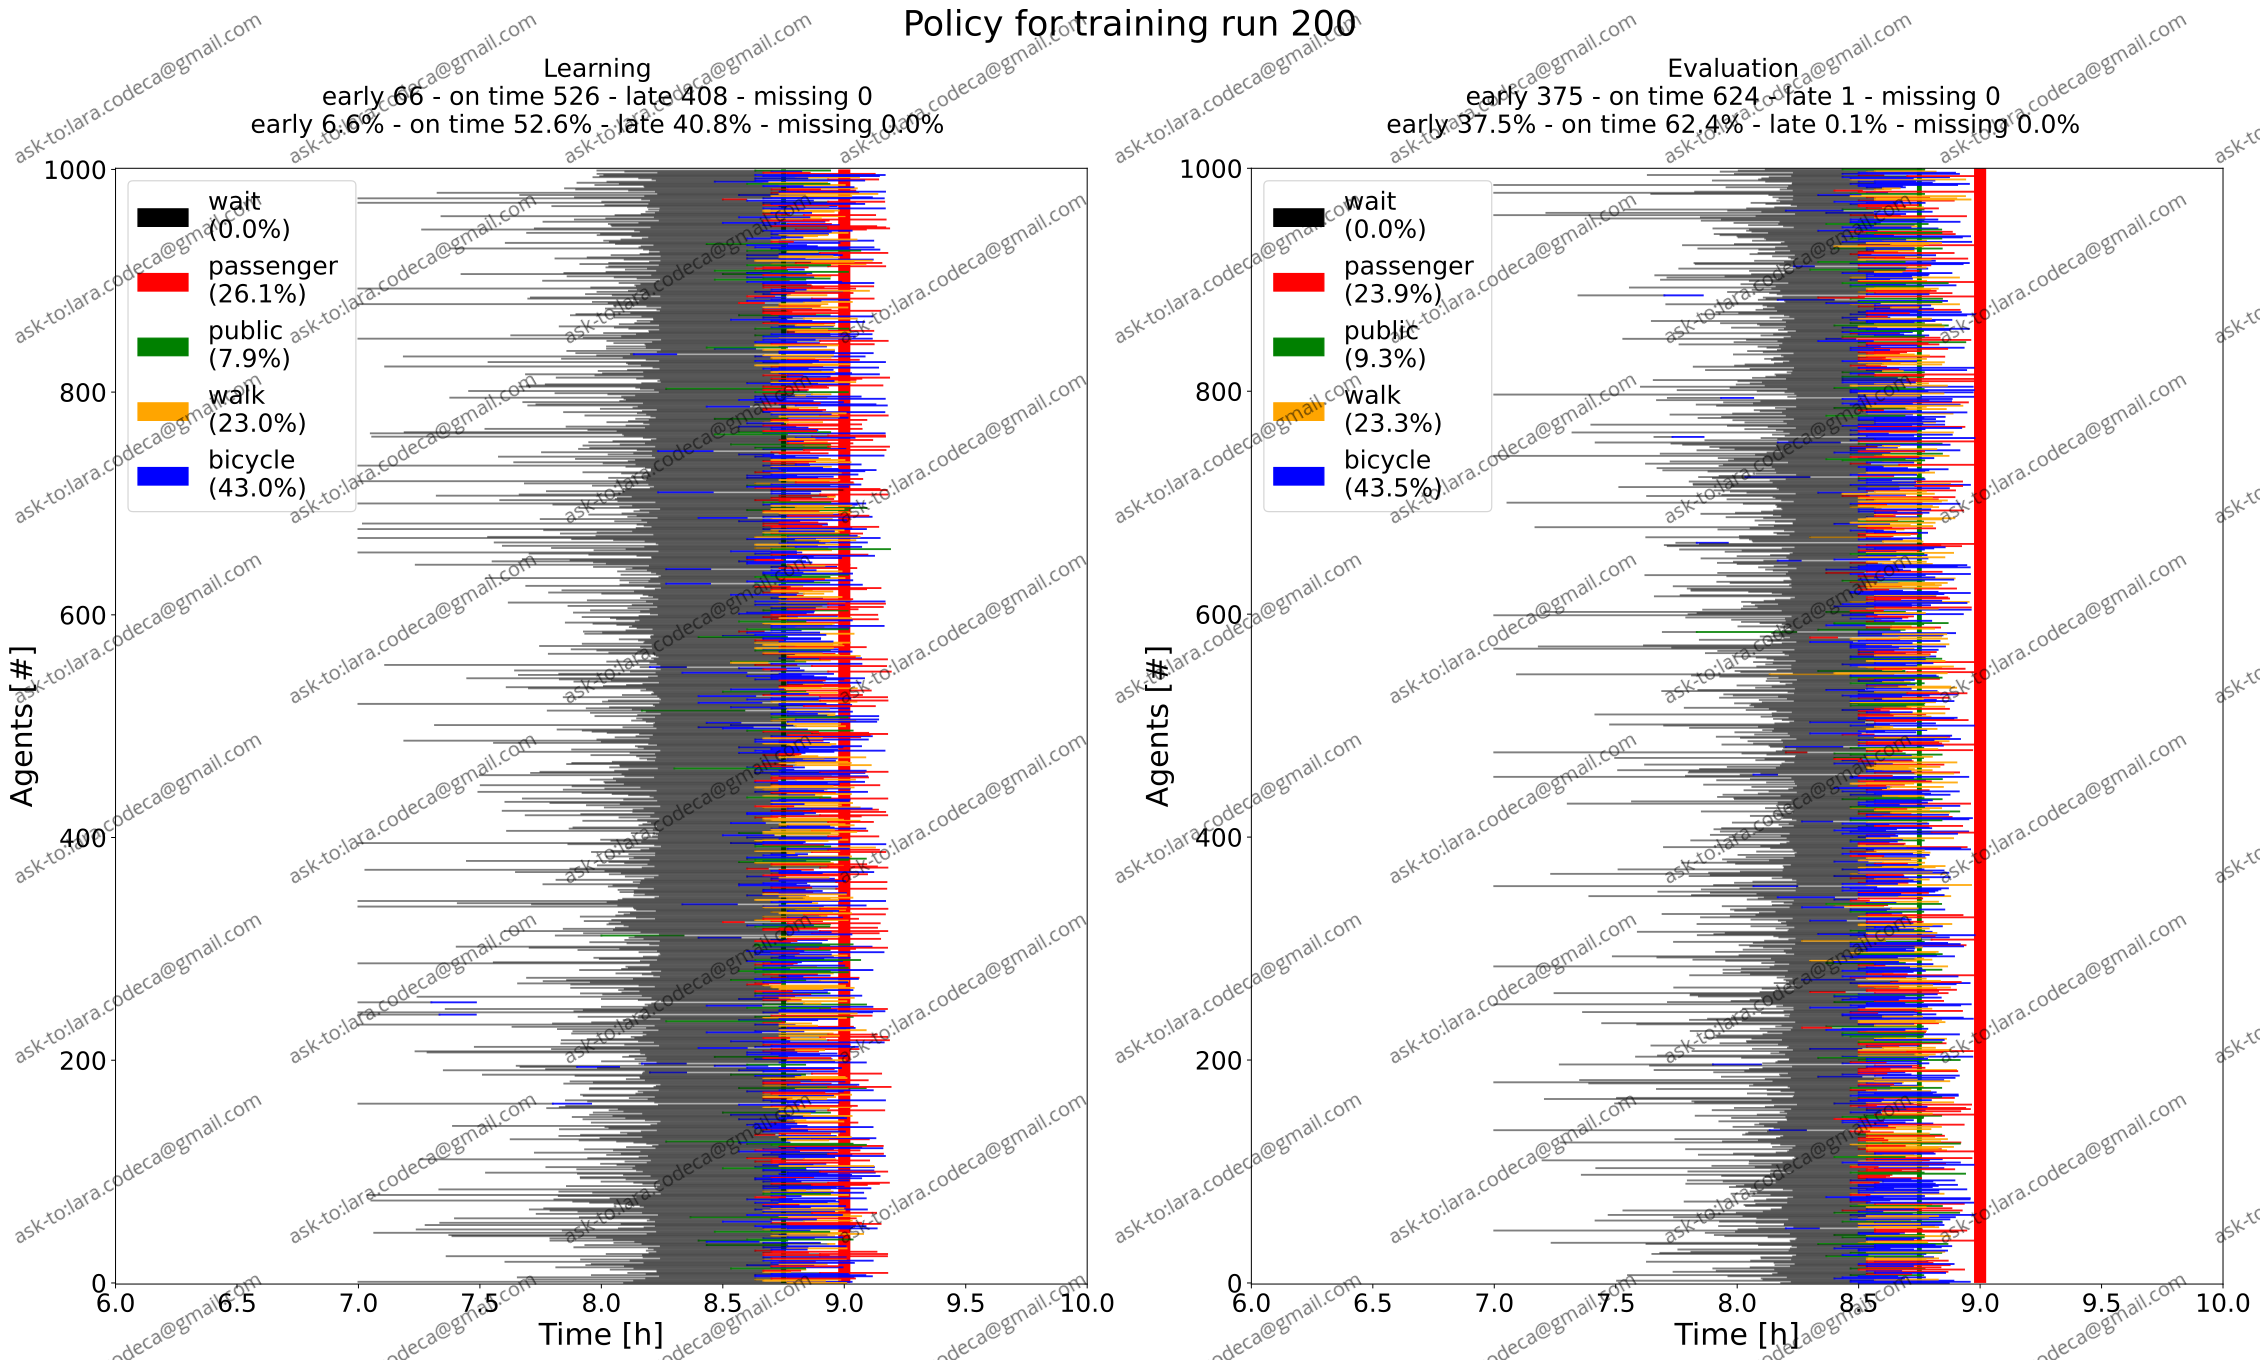 Policy for training run 200
Learning
early 66 - on time 526 - late 408 - missing 0
early 6.6% - on time 52.6% - late 40.8% - missing 0.0%
1000
800
600
400
200
0
Agents [#]
wait
(0.0%)
passenger
(26.1%)
public
(7.9%)
walk
(23.0%)
bicycle
(43.0%)
6.0 6.5 7.0 7.5 8.0 8.5 9.0 9.5 10.0
Time [h]
Evaluation
early 375 - on time 624 - late 1 - missing 0
early 37.5% - on time 62.4% - late 0.1% - missing 0.0%
1000
800
600
400
200
0
Agents [#]
wait
(0.0%)
passenger
(23.9%)
public
(9.3%)
walk
(23.3%)
bicycle
(43.5%)
6.0 6.5 7.0 7.5 8.0 8.5 9.0 9.5 10.0
Time [h]
ask-to:lara.codeca@gmail.com